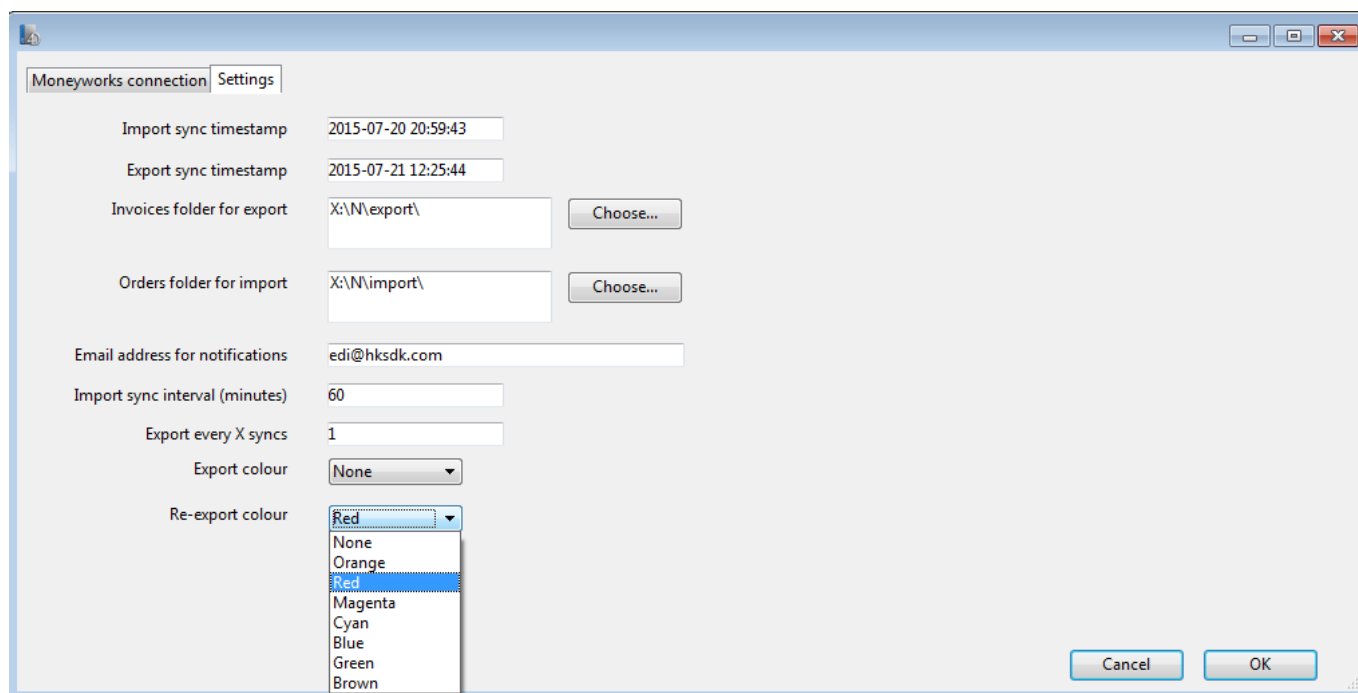 Moneyworks connection Settings
Import sync timestamp 2015-07-20 20:59:43
Export sync timestamp 2015-07-21 12:25:44
Invoices folder for export X:\N\export\ Choose...
Orders folder for import X:\N\import\ Choose...
Email address for notifications edi@hksdk.com
Import sync interval (minutes) 60
Export every X syncs 1
Export colour None
Re-export colour Red
None
Orange
Red
Magenta
Cyan
Blue
Green
Brown
Cancel OK